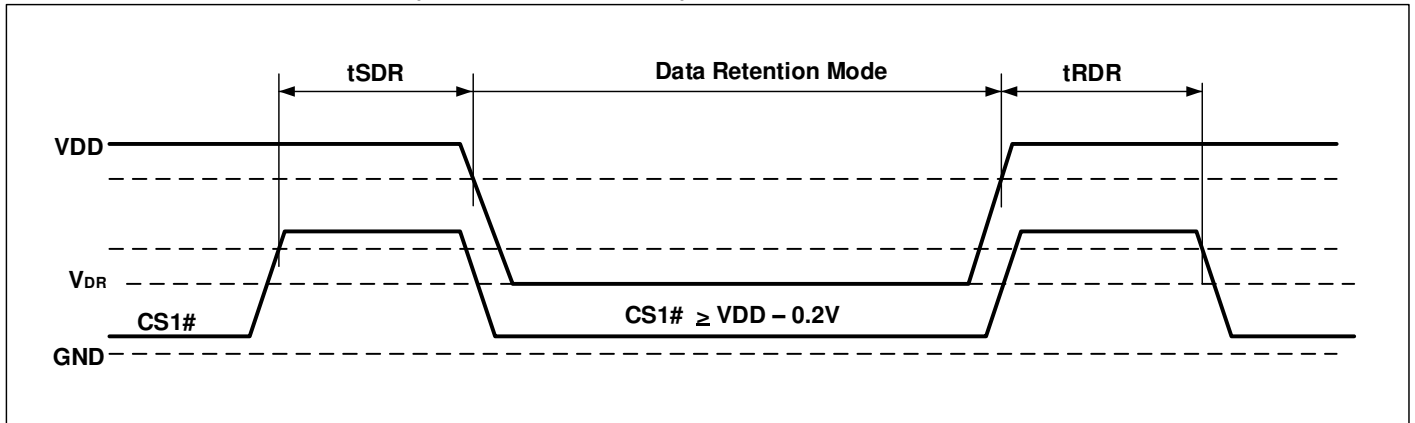 tSDR Data Retention Mode tRDR
VDD
VDR
CS1# ≥ VDD – 0.2V
CS1#
GND